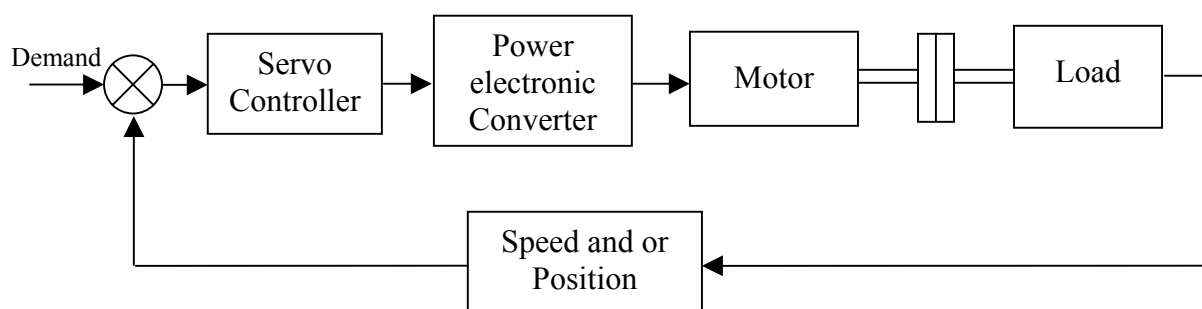 Demand
Servo
Controller
Power
electronic
Converter
Motor
Load
Speed and or
Position